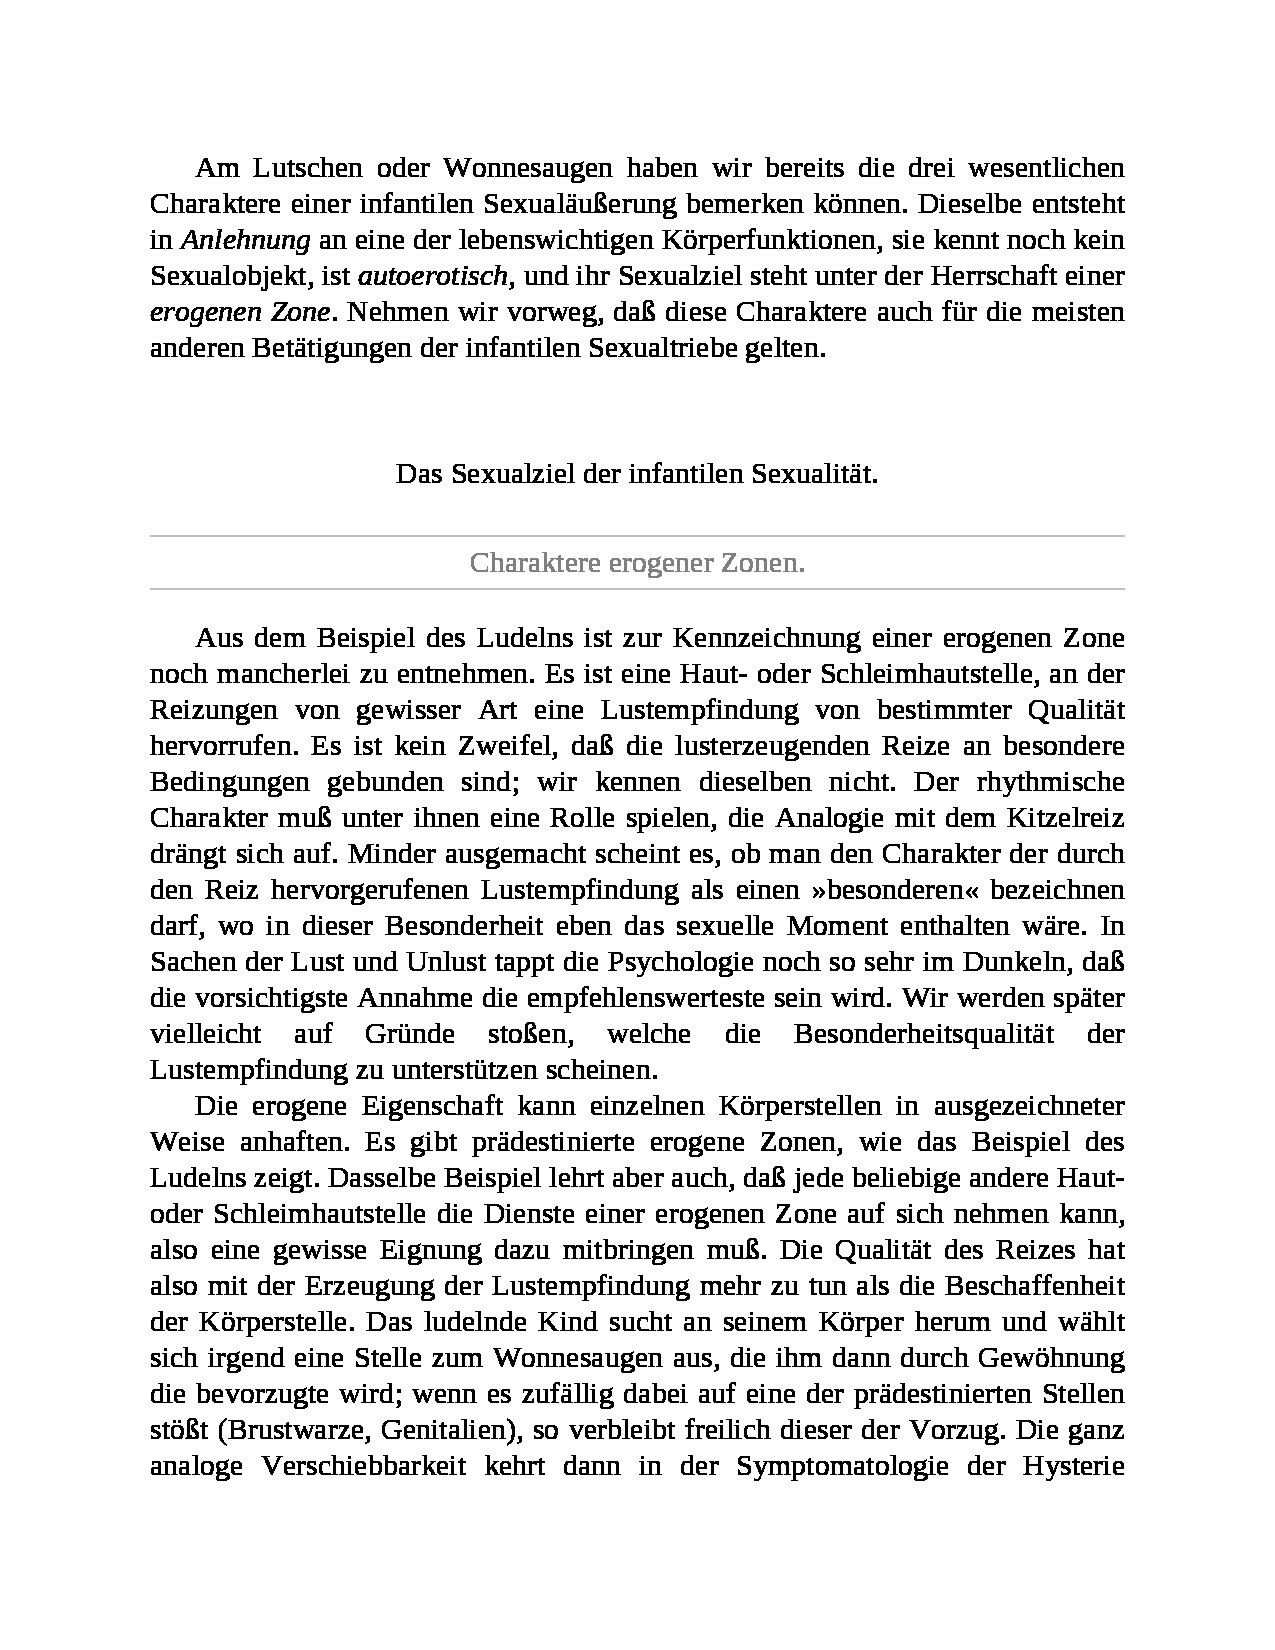 Am Lutschen oder Wonnesaugen haben wir bereits die drei wesentlichen
Charaktere einer infantilen Sexualäußerung bemerken können. Dieselbe entsteht
in Anlehnung an eine der lebenswichtigen Körperfunktionen, sie kennt noch kein
Sexualobjekt, ist autoerotisch, und ihr Sexualziel steht unter der Herrschaft einer
erogenen Zone. Nehmen wir vorweg, daß diese Charaktere auch für die meisten
anderen Betätigungen der infantilen Sexualtriebe gelten.
Das Sexualziel der infantilen Sexualität.
Charaktere erogener Zonen.
Aus dem Beispiel des Ludelns ist zur Kennzeichnung einer erogenen Zone
noch mancherlei zu entnehmen. Es ist eine Haut- oder Schleimhautstelle, an der
Reizungen von gewisser Art eine Lustempfindung von bestimmter Qualität
hervorrufen. Es ist kein Zweifel, daß die lusterzeugenden Reize an besondere
Bedingungen gebunden sind; wir kennen dieselben nicht. Der rhythmische
Charakter muß unter ihnen eine Rolle spielen, die Analogie mit dem Kitzelreiz
drängt sich auf. Minder ausgemacht scheint es, ob man den Charakter der durch
den Reiz hervorgerufenen Lustempfindung als einen »besonderen« bezeichnen
darf, wo in dieser Besonderheit eben das sexuelle Moment enthalten wäre. In
Sachen der Lust und Unlust tappt die Psychologie noch so sehr im Dunkeln, daß
die vorsichtigste Annahme die empfehlenswerteste sein wird. Wir werden später
vielleicht auf Gründe stoßen, welche die Besonderheitsqualität der
Lustempfindung zu unterstützen scheinen.
Die erogene Eigenschaft kann einzelnen Körperstellen in ausgezeichneter
Weise anhaften. Es gibt prädestinierte erogene Zonen, wie das Beispiel des
Ludelns zeigt. Dasselbe Beispiel lehrt aber auch, daß jede beliebige andere Haut-
oder Schleimhautstelle die Dienste einer erogenen Zone auf sich nehmen kann,
also eine gewisse Eignung dazu mitbringen muß. Die Qualität des Reizes hat
also mit der Erzeugung der Lustempfindung mehr zu tun als die Beschaffenheit
der Körperstelle. Das ludelnde Kind sucht an seinem Körper herum und wählt
sich irgend eine Stelle zum Wonnesaugen aus, die ihm dann durch Gewöhnung
die bevorzugte wird; wenn es zufällig dabei auf eine der prädestinierten Stellen
stößt (Brustwarze, Genitalien), so verbleibt freilich dieser der Vorzug. Die ganz
analoge Verschiebbarkeit kehrt dann in der Symptomatologie der Hysterie